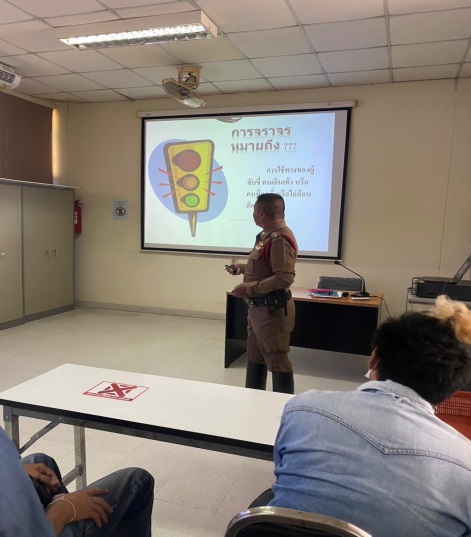 การจราจร
หมายถึง ???
การใช้ทางของผู้
ขับขี่ คนเดินเท้า หรือ